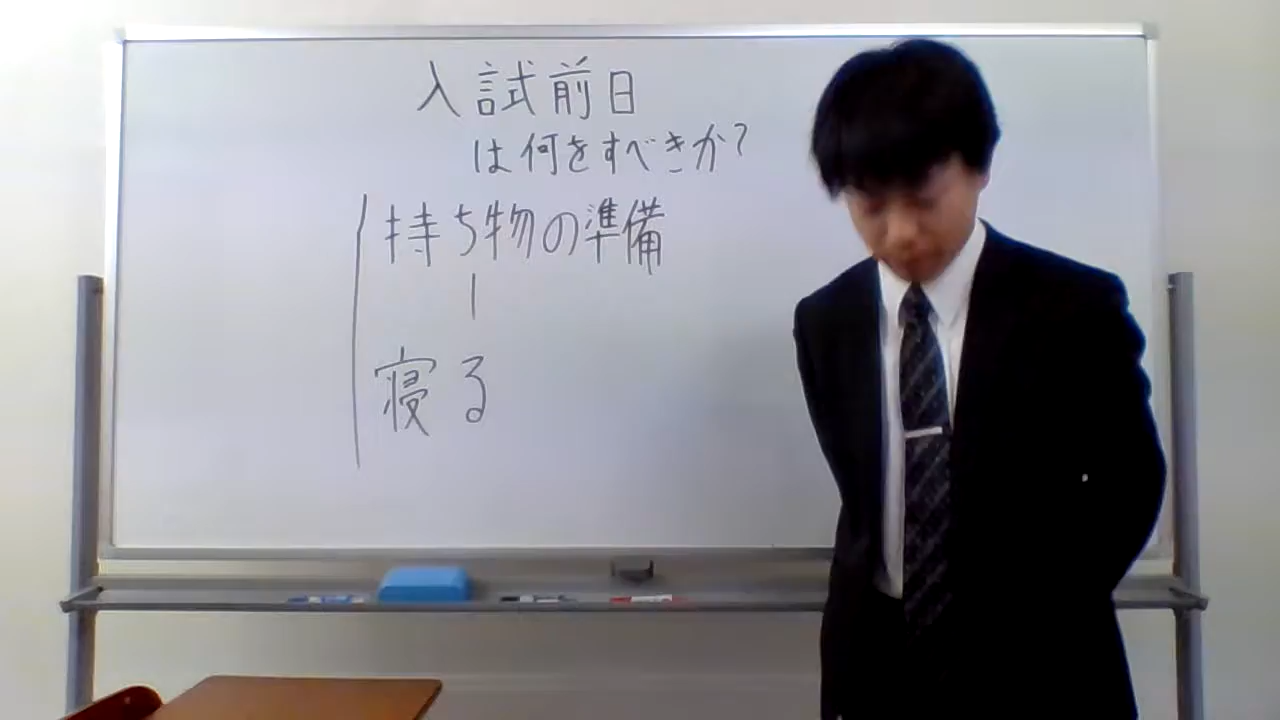 入試前日
は何をすべきか?
持ち物の準備
|
寝る